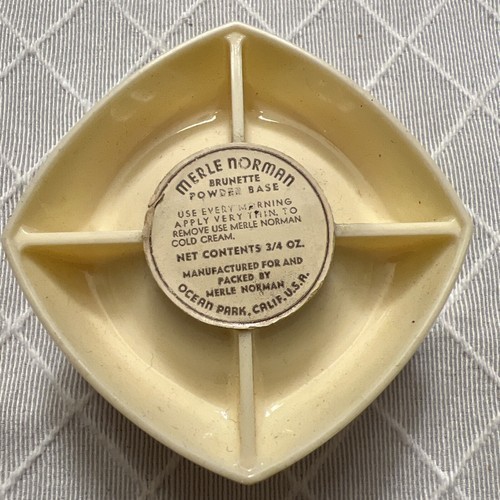 MERLE NORMAN
BRUNETTE
POWDER BASE
USE EVERY MORNING
APPLY VERY THIN. TO
REMOVE USE MERLE NORMAN
COLD CREAM.
NET CONTENTS 3/4 OZ.
MANUFACTURED FOR AND
PACKED BY
MERLE NORMAN
OCEAN PARK, CALIF. U.S.A.